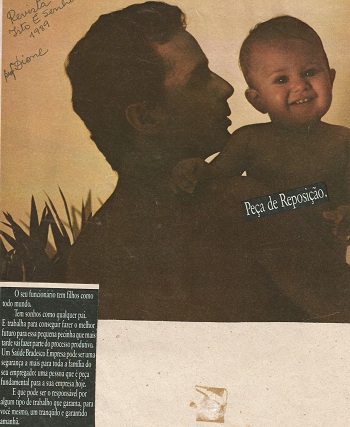 Revista
Isto É Senhor
1989
Peça de Reposição.
O seu funcionário tem filhos como
todo mundo.
Tem sonhos como qualquer pai.
E trabalha para conseguir fazer o melhor
futuro para essa pequena pecinha que mais
tarde vai fazer parte do processo produtivo.
Um Saúde Bradesco Empresa pode ser uma
segurança a mais para toda a família do
seu empregado: uma pessoa que é peça
fundamental para a sua empresa hoje.
E que pode ser o responsável por
algum tipo de trabalho que garanta, para
você mesmo, um tranqüilo e garantido
amanhã.